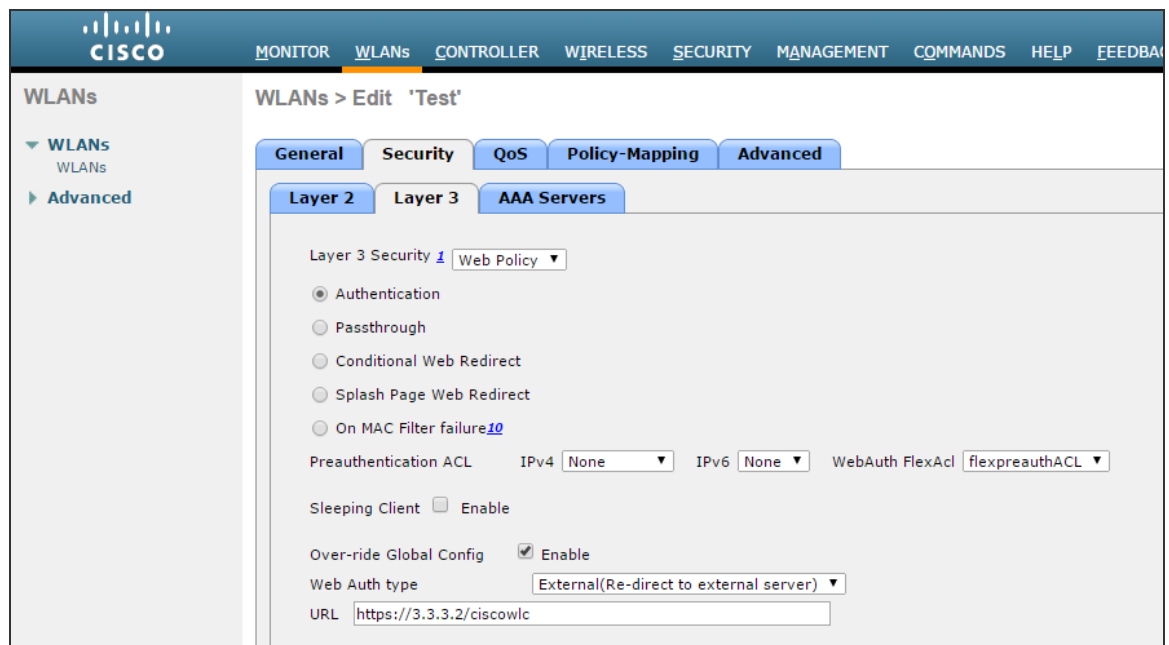 CISCO
MONITOR WLANs CONTROLLER WIRELESS SECURITY MANAGEMENT COMMANDS HELP
WLANs
WLANs > Edit 'Test'
WLANs
WLANs
Advanced
General Security QoS Policy-Mapping Advanced
Layer 2 Layer 3 AAA Servers
Layer 3 Security 1 Web Policy
Authentication
Passthrough
Conditional Web Redirect
Splash Page Web Redirect
On MAC Filter failure10
Preauthentication ACL IPv4 None IPv6 None WebAuth FlexAcl flexpreauthACL
Sleeping Client Enable
Over-ride Global Config Enable
Web Auth type External(Re-direct to external server)
URL https://3.3.3.2/ciscowlc